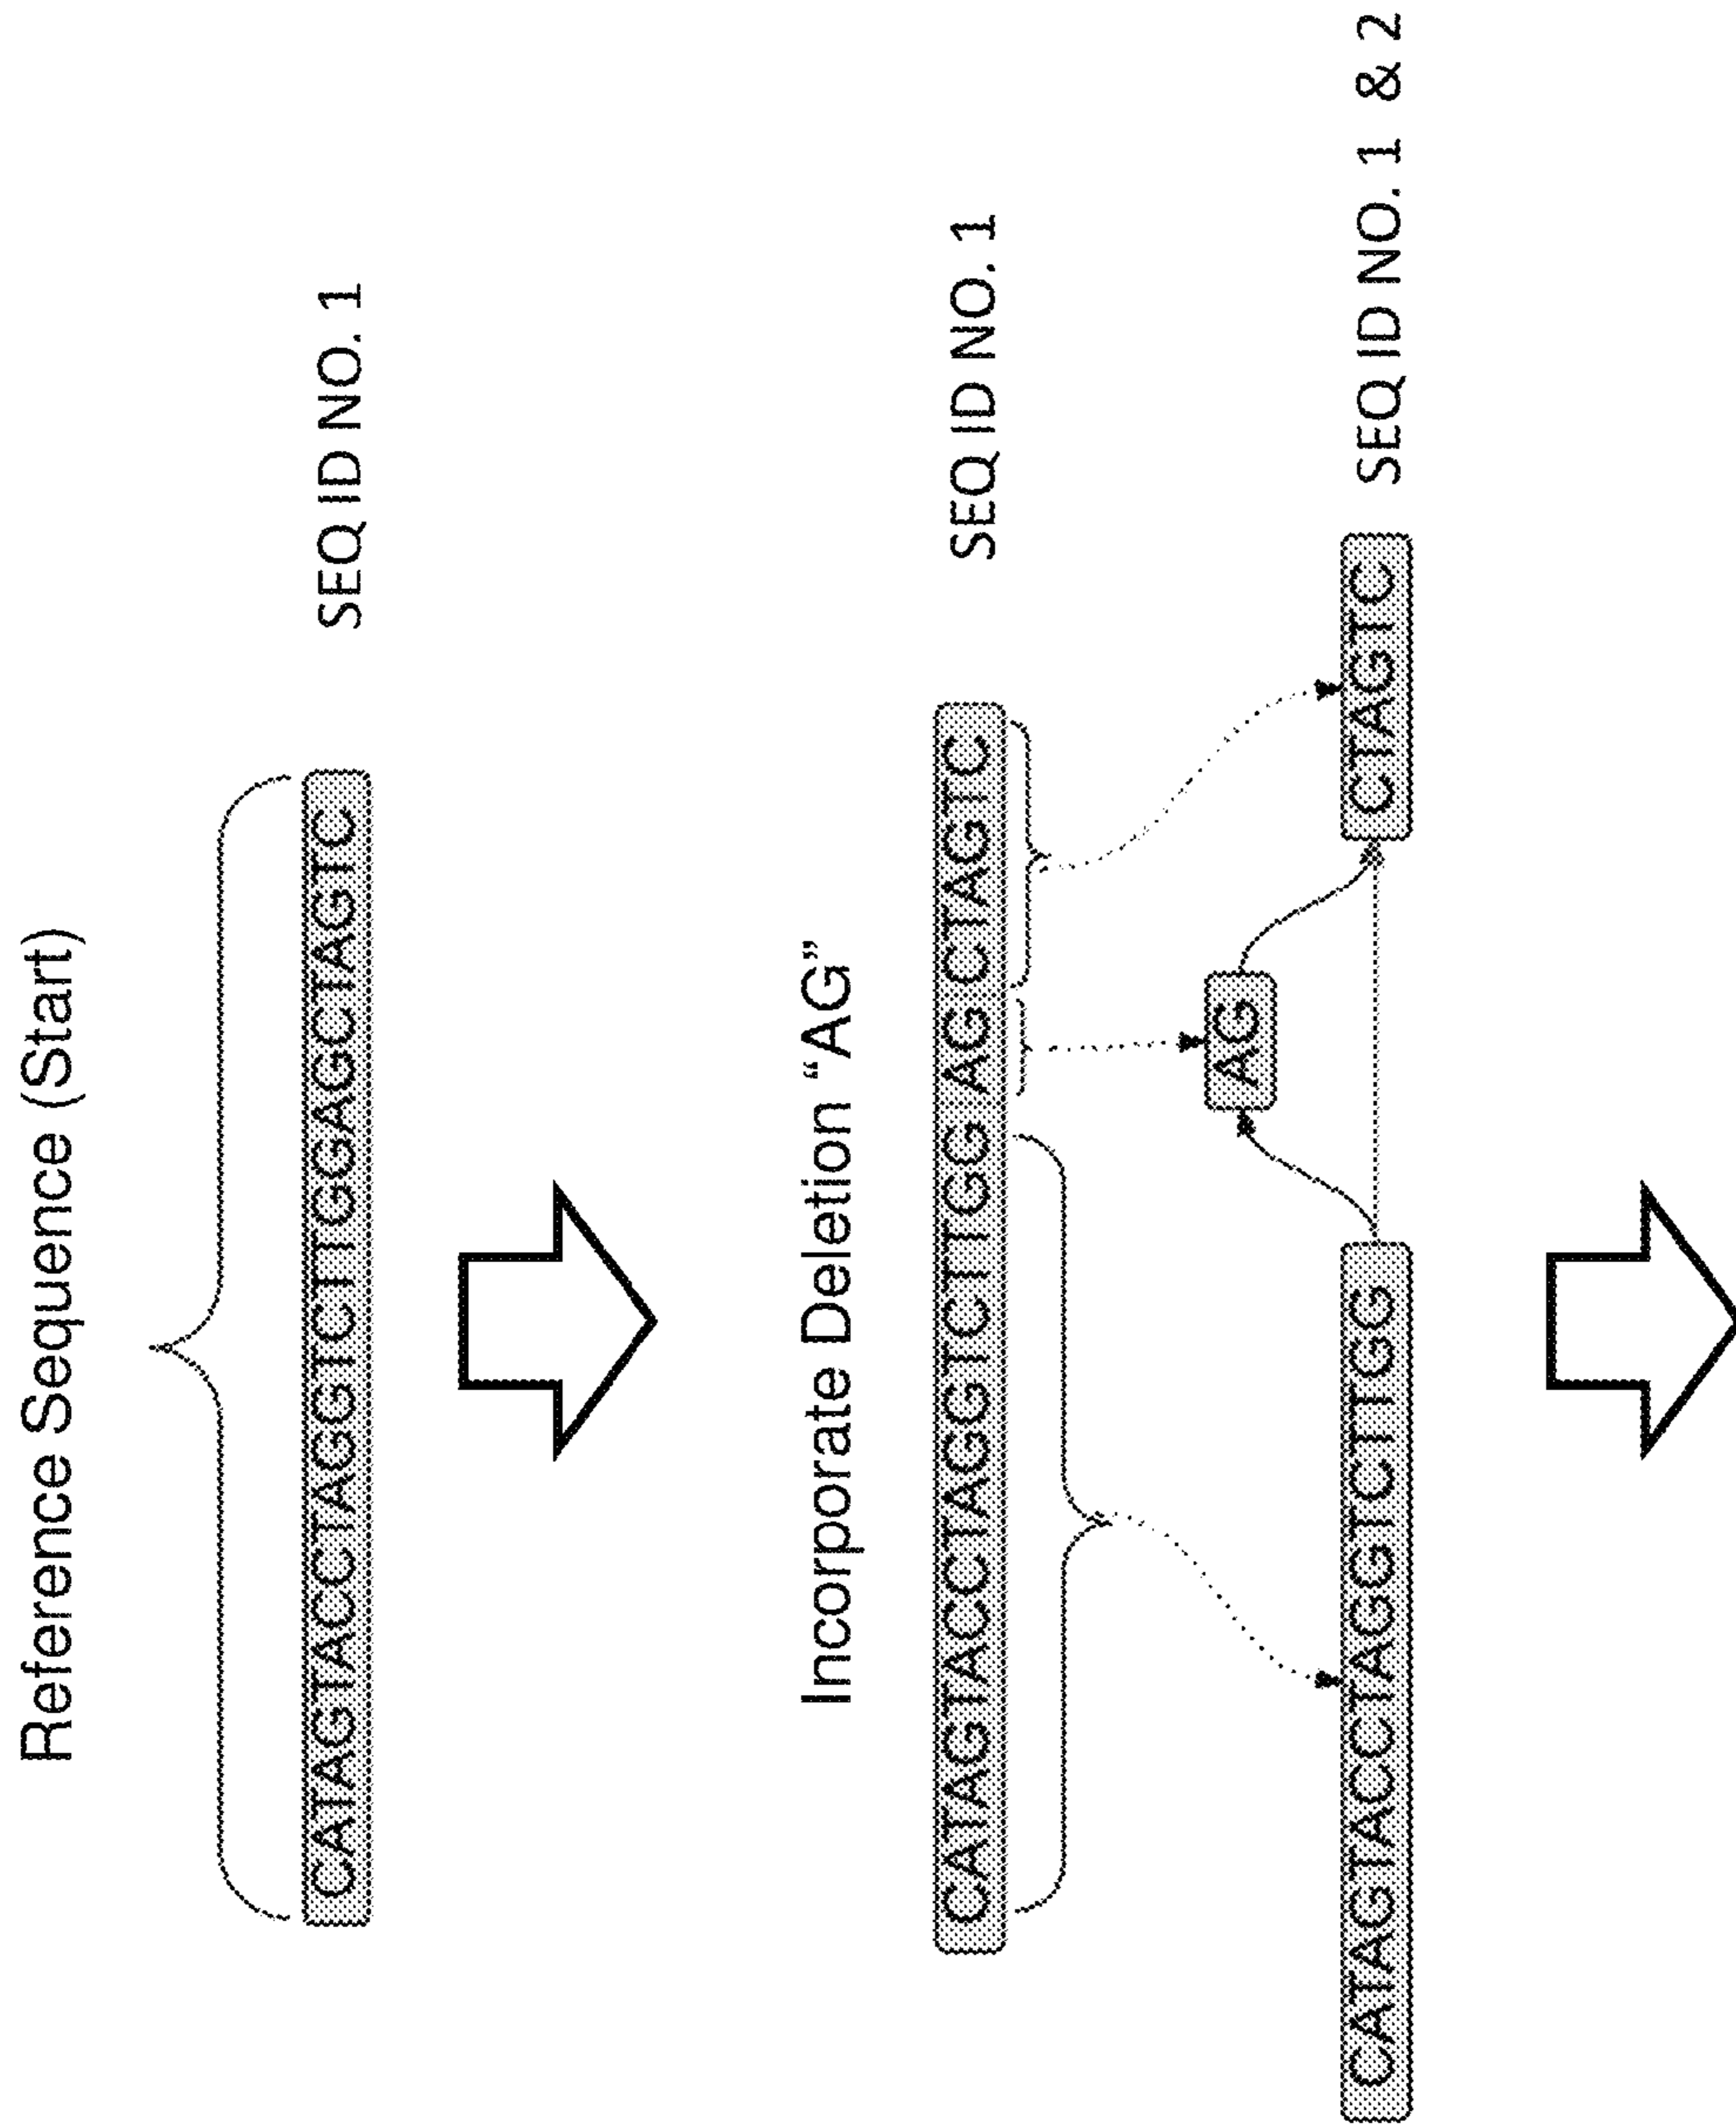 Reference Sequence (Start)
CATAGTACCTAGGTCTTGGAGCTAGTC SEQ ID NO. 1
Incorporate Deletion “AG”
CATAGTACCTAGGTCTTGG AG CTAGTC SEQ ID NO. 1
AG
CATAGTACCTAGGTCTTGG CTAGTC SEQ ID NO. 1 & 2